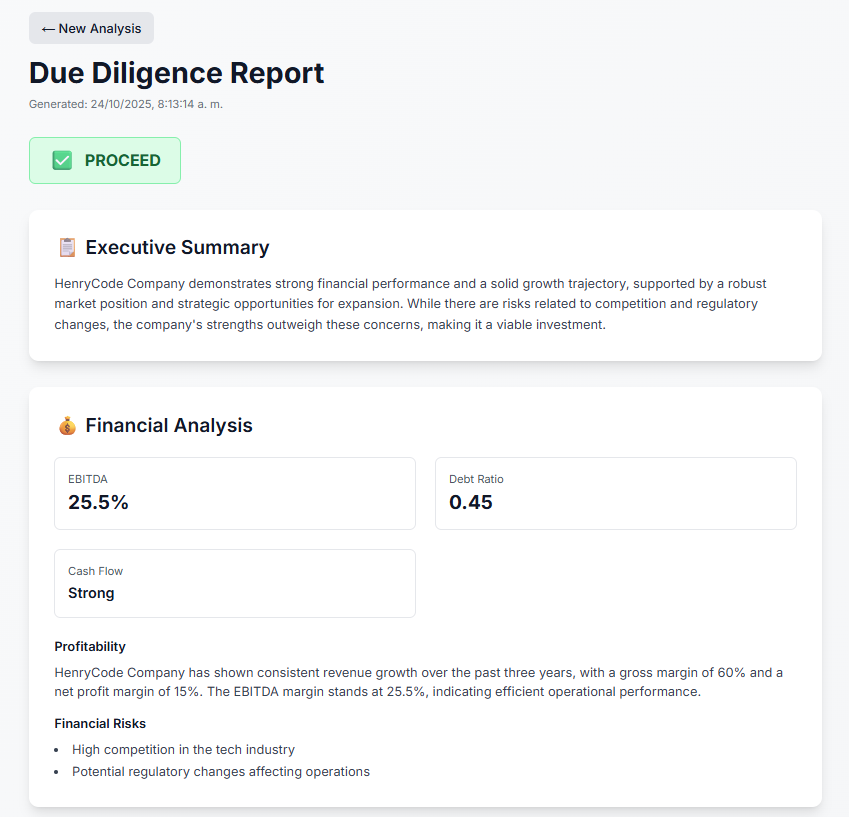 ← New Analysis
Due Diligence Report
Generated: 24/10/2025, 8:13:14 a. m.
✅ PROCEED
📋 Executive Summary
HenryCode Company demonstrates strong financial performance and a solid growth trajectory, supported by a robust
market position and strategic opportunities for expansion. While there are risks related to competition and regulatory
changes, the company's strengths outweigh these concerns, making it a viable investment.
💰 Financial Analysis
EBITDA
25.5%
Debt Ratio
0.45
Cash Flow
Strong
Profitability
HenryCode Company has shown consistent revenue growth over the past three years, with a gross margin of 60% and a
net profit margin of 15%. The EBITDA margin stands at 25.5%, indicating efficient operational performance.
Financial Risks
• High competition in the tech industry
• Potential regulatory changes affecting operations